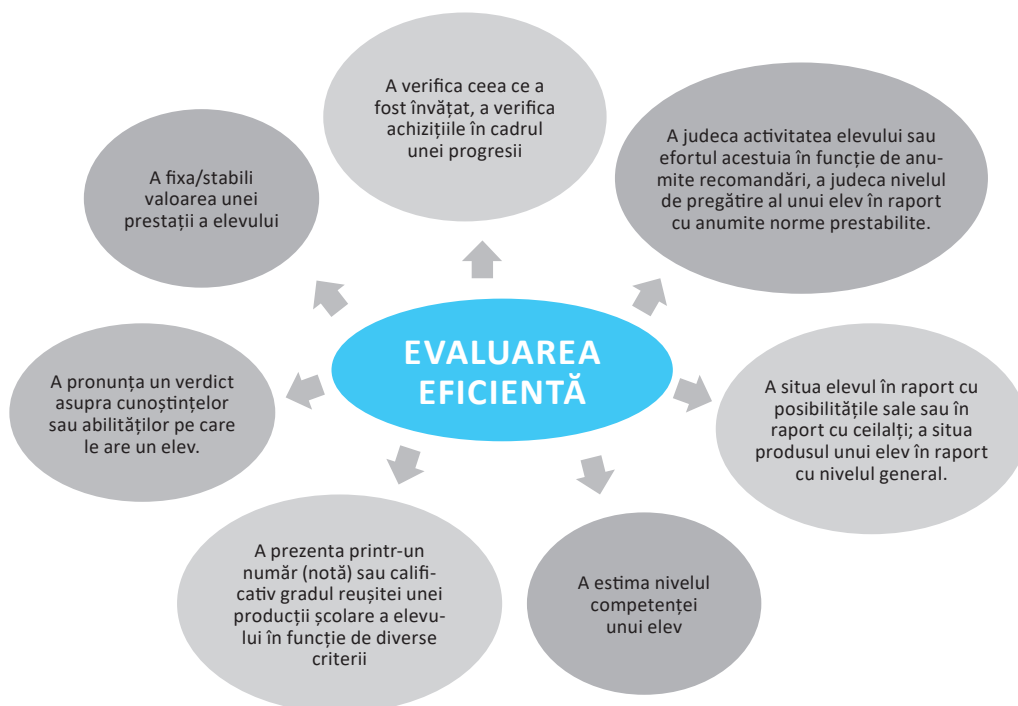 A verifica ceea ce a
fost învățat, a verifica
achizițiile în cadrul
unei progresii
A judeca activitatea elevului sau
efortul acestuia în funcție de anu-
mite recomandări, a judeca nivelul
de pregătire al unui elev în raport
cu anumite norme prestabilite.
A fixa/stabili
valoarea unei
prestații a elevului
EVALUAREA
EFICIENTĂ
A situa elevul în raport cu
posibilitățile sale sau în
raport cu ceilalți; a situa
produsul unui elev în raport
cu nivelul general.
A pronunța un verdict
asupra cunoștințelor
sau abilităților pe care
le are un elev.
A prezenta printr-un
număr (notă) sau califi-
cativ gradul reușitei unei
producții școlare a elevu-
lui în funcție de diverse
criterii
A estima nivelul
competenței
unui elev